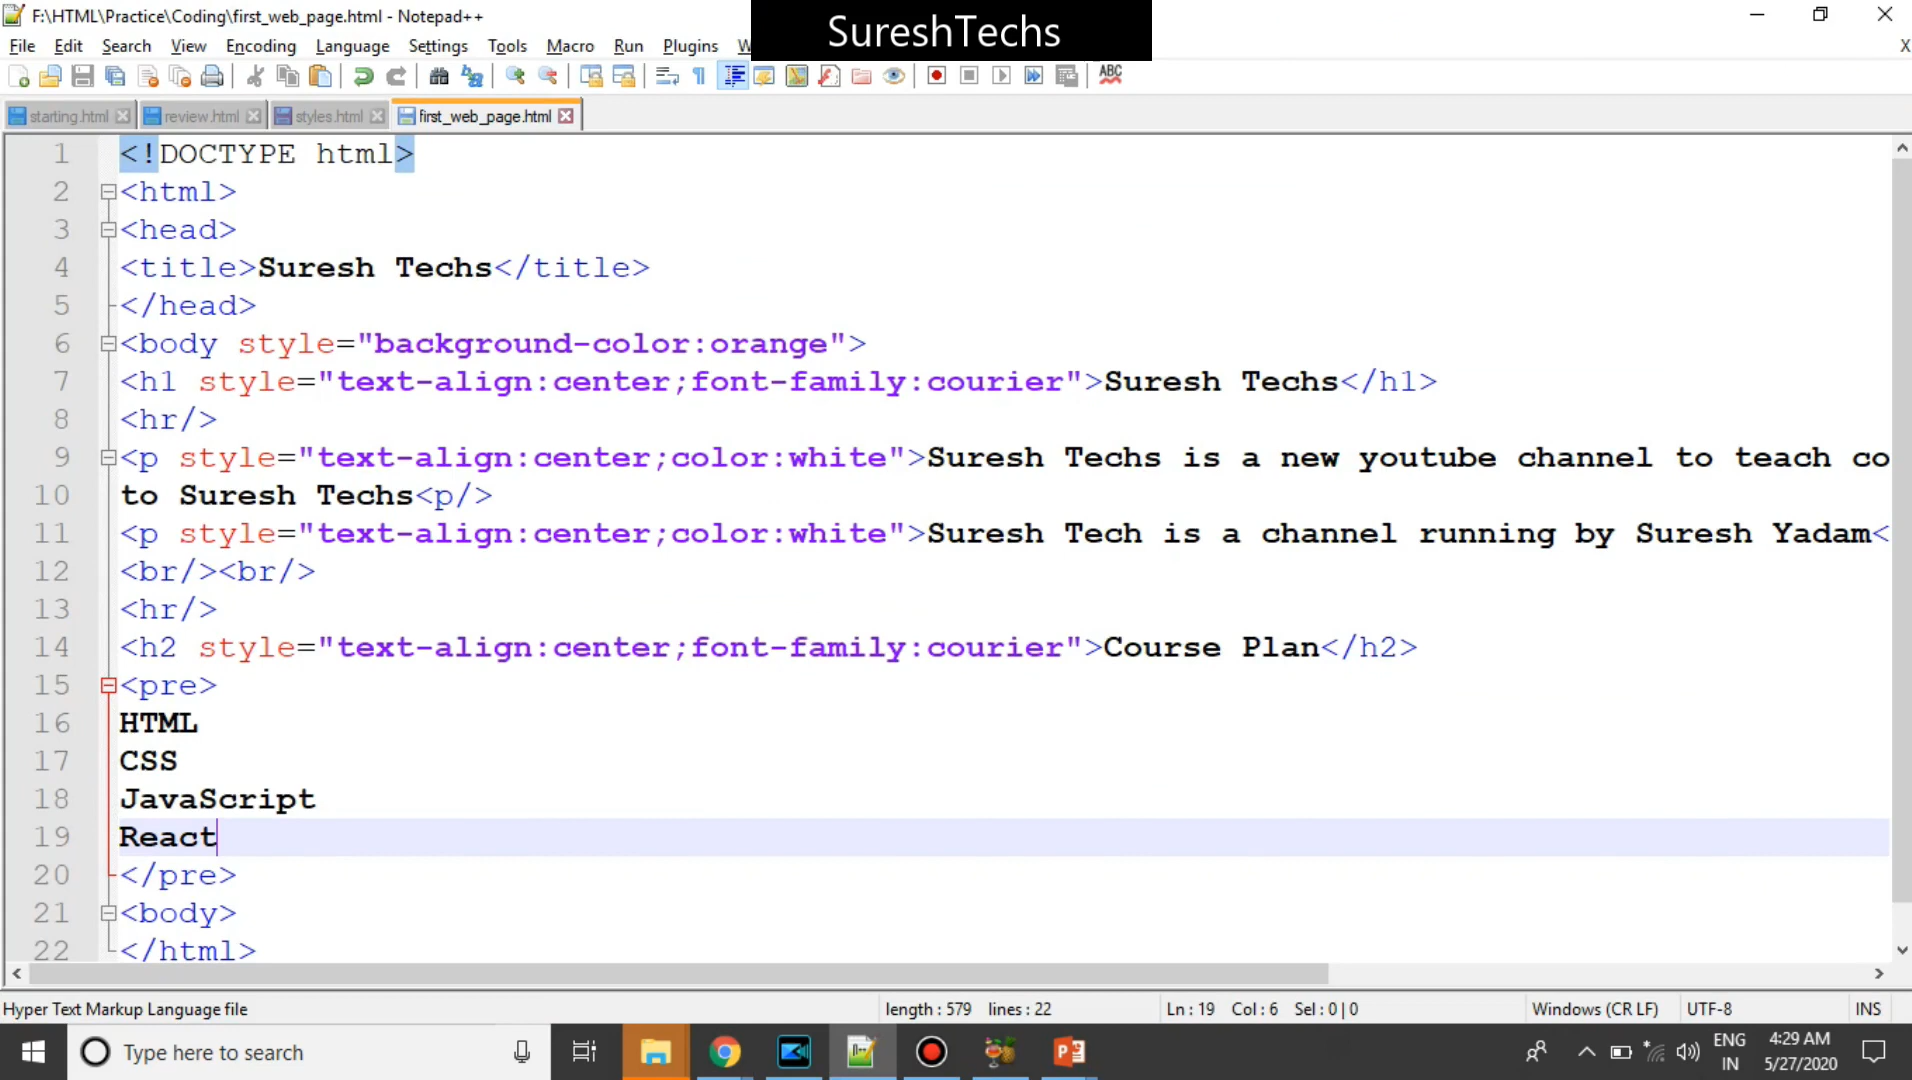 F:\HTML\Practice\Coding\first_web_page.html - Notepad++
SureshTechs
File Edit Search View Encoding Language Settings Tools Macro Run Plugins W X
ABC
starting.html review.html styles.html first_web_page.html
1 <!DOCTYPE html>
2 <html>
3 <head>
4 <title>Suresh Techs</title>
5 </head>
6 <body style="background-color:orange">
7 <h1 style="text-align:center;font-family:courier">Suresh Techs</h1>
8 <hr/>
9 <p style="text-align:center;color:white">Suresh Techs is a new youtube channel to teach co
10 to Suresh Techs<p/>
11 <p style="text-align:center;color:white">Suresh Tech is a channel running by Suresh Yadam<
12 <br/><br/>
13 <hr/>
14 <h2 style="text-align:center;font-family:courier">Course Plan</h2>
15 <pre>
16 HTML
17 CSS
18 JavaScript
19 React
20 </pre>
21 <body>
22 </html>
Hyper Text Markup Language file length : 579 lines : 22 Ln : 19 Col : 6 Sel : 0 | 0 Windows (CR LF) UTF-8 INS
Type here to search
ENG
IN
4:29 AM
5/27/2020